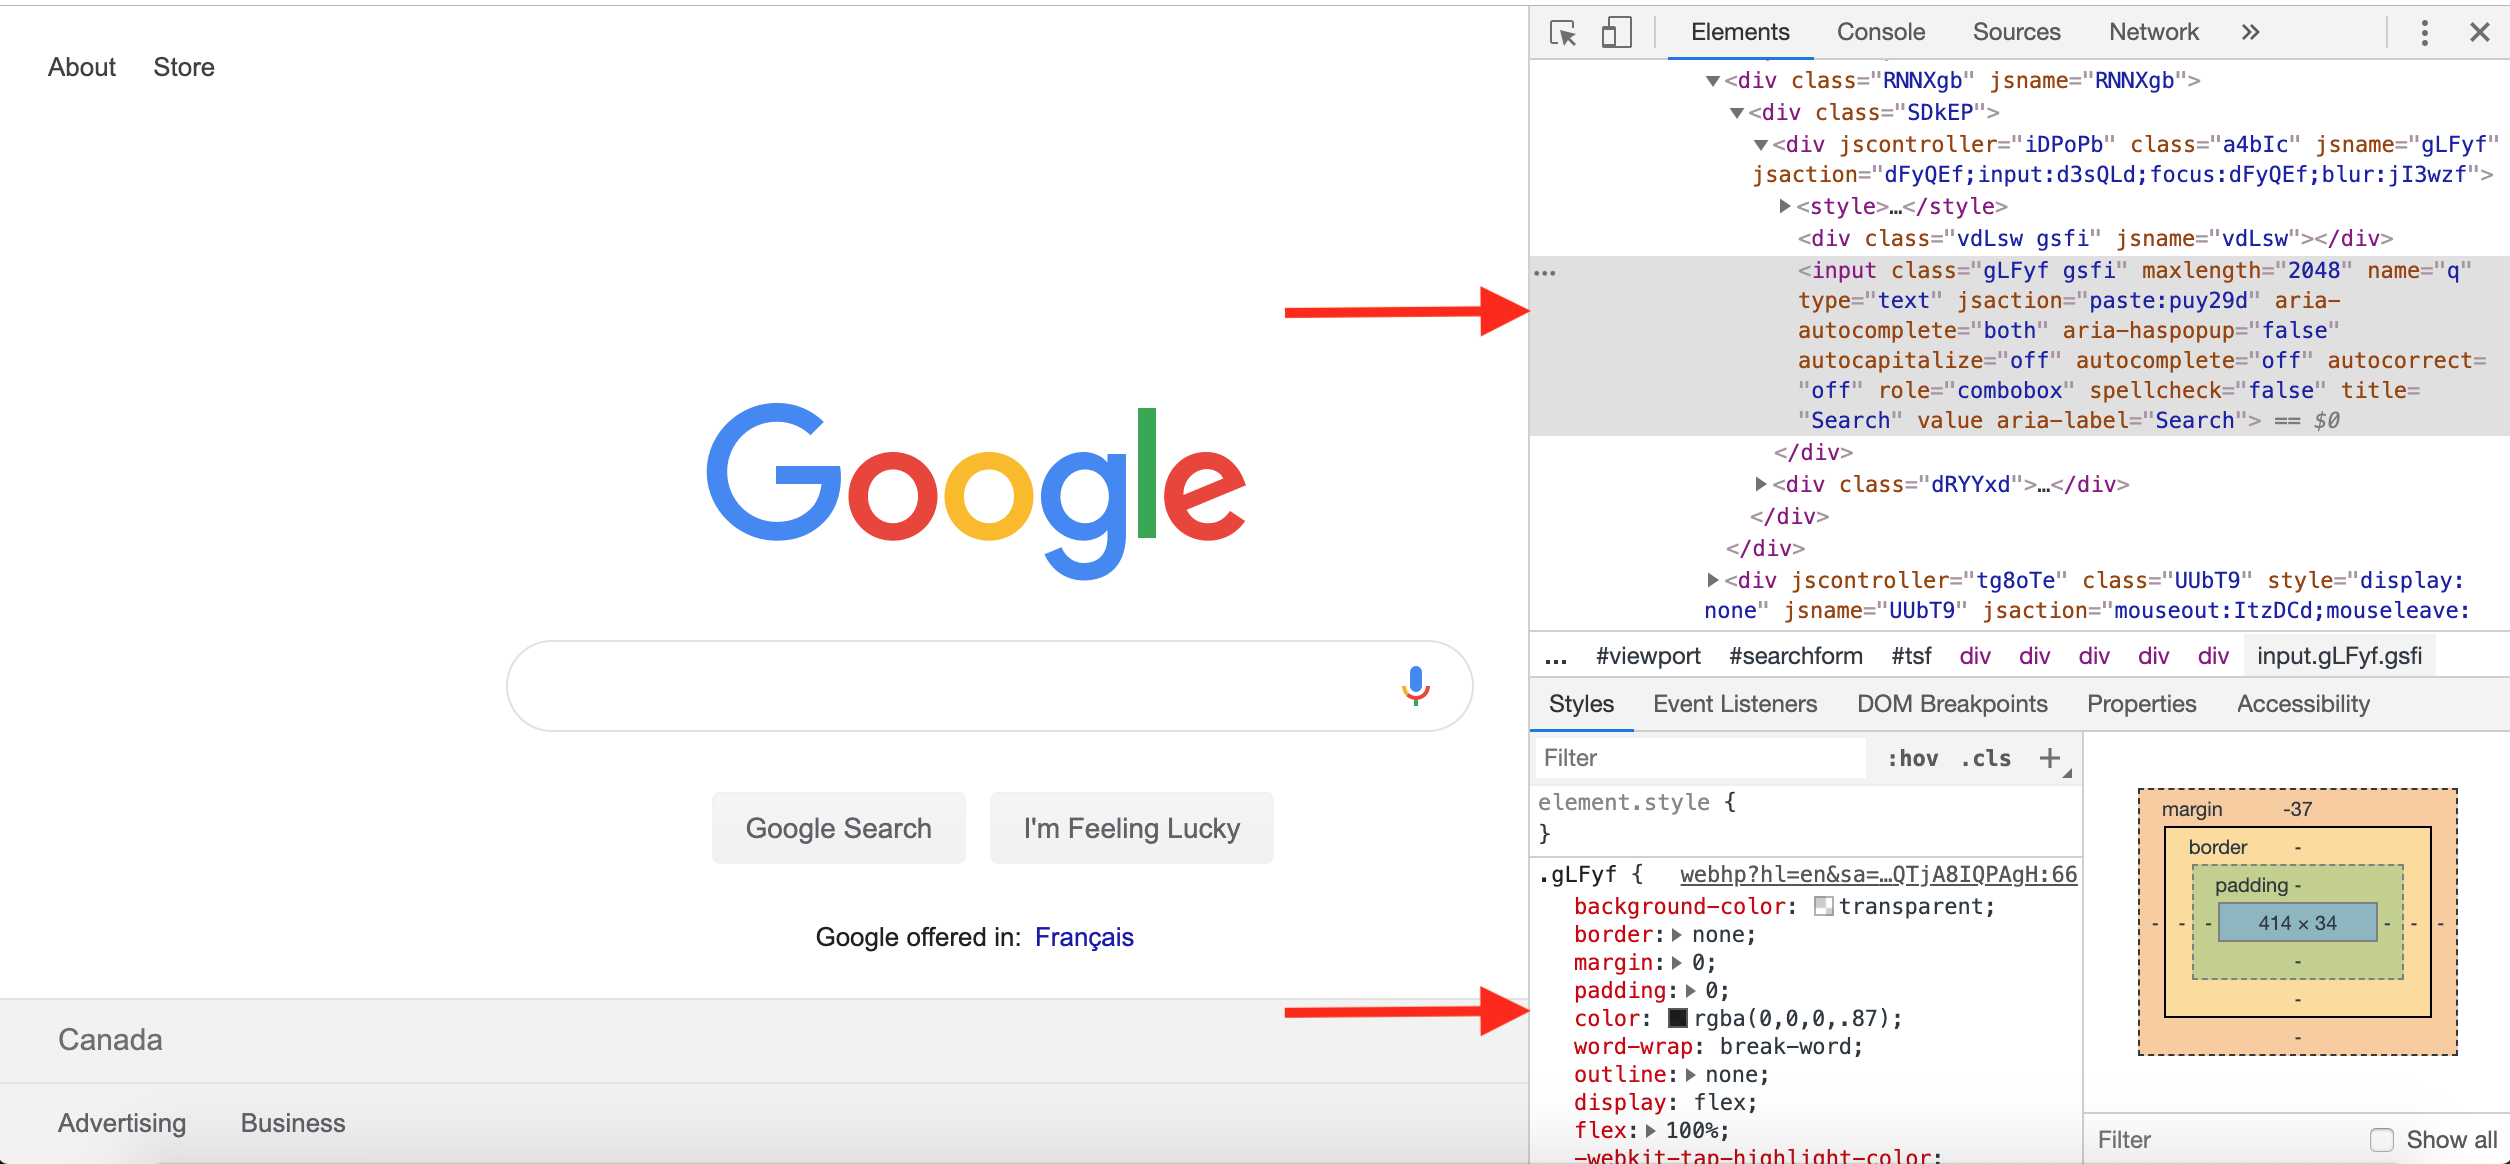 About Store
Google
Google Search I'm Feeling Lucky
Google offered in: Français
Canada
Advertising Business
Elements Console Sources Network »
<div class="RNNXgb" jsname="RNNXgb">
<div class="SDkEP">
<div jscontroller="iDPoPb" class="a4bIc" jsname="gLFyf"
jsaction="dFyQEf;input:d3sQLd;focus:dFyQEf;blur:jI3wzf">
<style>…</style>
<div class="vdLsw gsfi" jsname="vdLsw"></div>
<input class="gLFyf gsfi" maxlength="2048" name="q"
type="text" jsaction="paste:puy29d" aria-
autocomplete="both" aria-haspopup="false"
autocapitalize="off" autocomplete="off" autocorrect=
"off" role="combobox" spellcheck="false" title=
"Search" value aria-label="Search"> == $0
</div>
<div class="dRYYxd">…</div>
</div>
</div>
<div jscontroller="tg8oTe" class="UUbT9" style="display:
none" jsname="UUbT9" jsaction="mouseout:ItzDCd;mouseleave:
... #viewport #searchform #tsf div div div div div input.gLFyf.gsfi
Styles Event Listeners DOM Breakpoints Properties Accessibility
Filter :hov .cls +
element.style {
}
.gLFyf { webhp?hl=en&sa=…QTjA8IQPAgH:66
background-color: transparent;
border: none;
margin: 0;
padding: 0;
color: rgba(0,0,0,.87);
word-wrap: break-word;
outline: none;
display: flex;
flex: 100%;
-webkit-tap-highlight-color:
margin -37
border -
padding -
- - - 414 × 34 - - -
-
-
-
Filter Show all